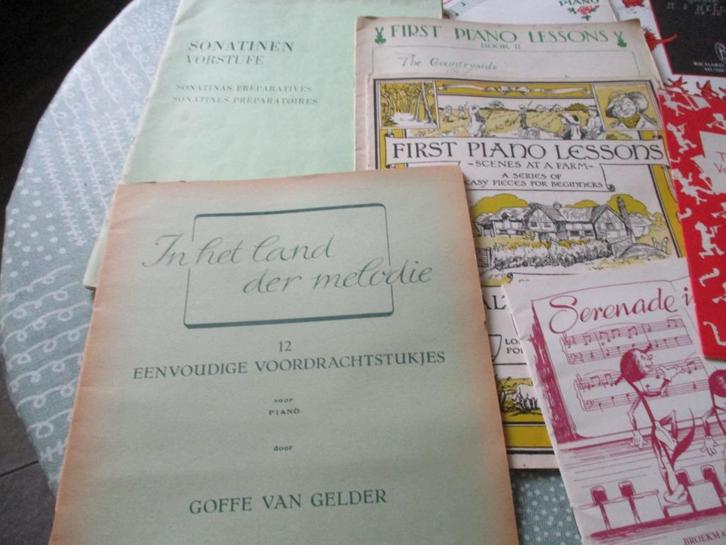 SONATINEN
VORSTUFE
SONATINAS PREPARATIVES
SONATINES PRÉPARATOIRES
FIRST PIANO LESSONS
BOOK II
The Countryside
FIRST PIANO LESSONS
-SCENES AT A FARM-
A SERIES OF
EASY PIECES FOR BEGINNERS
PIANO
In het land
der melodie
12
EENVOUDIGE VOORDRACHTSTUKJES
voor
PIANO
door
GOFFE VAN GELDER
Serenade